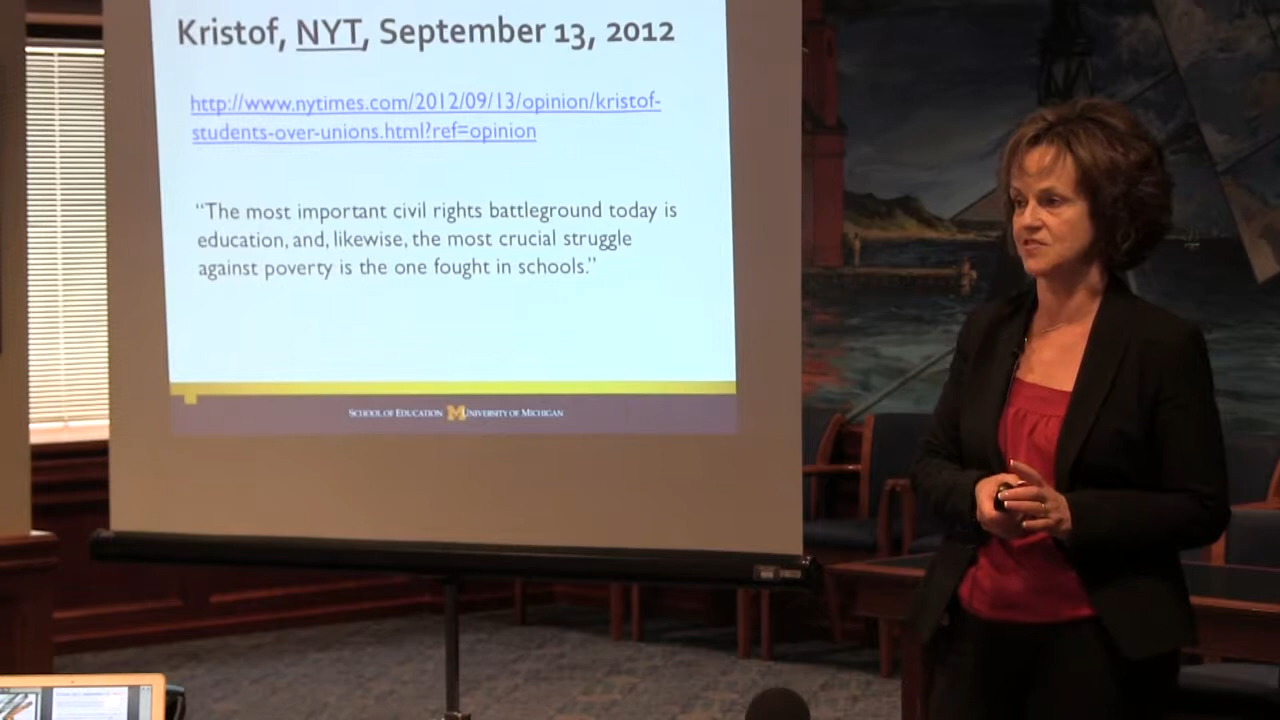 Kristof, NYT, September 13, 2012
http://www.nytimes.com/2012/09/13/opinion/kristof-
students-over-unions.html?ref=opinion
“The most important civil rights battleground today is
education, and, likewise, the most crucial struggle
against poverty is the one fought in schools.”
SCHOOL OF EDUCATION M UNIVERSITY OF MICHIGAN